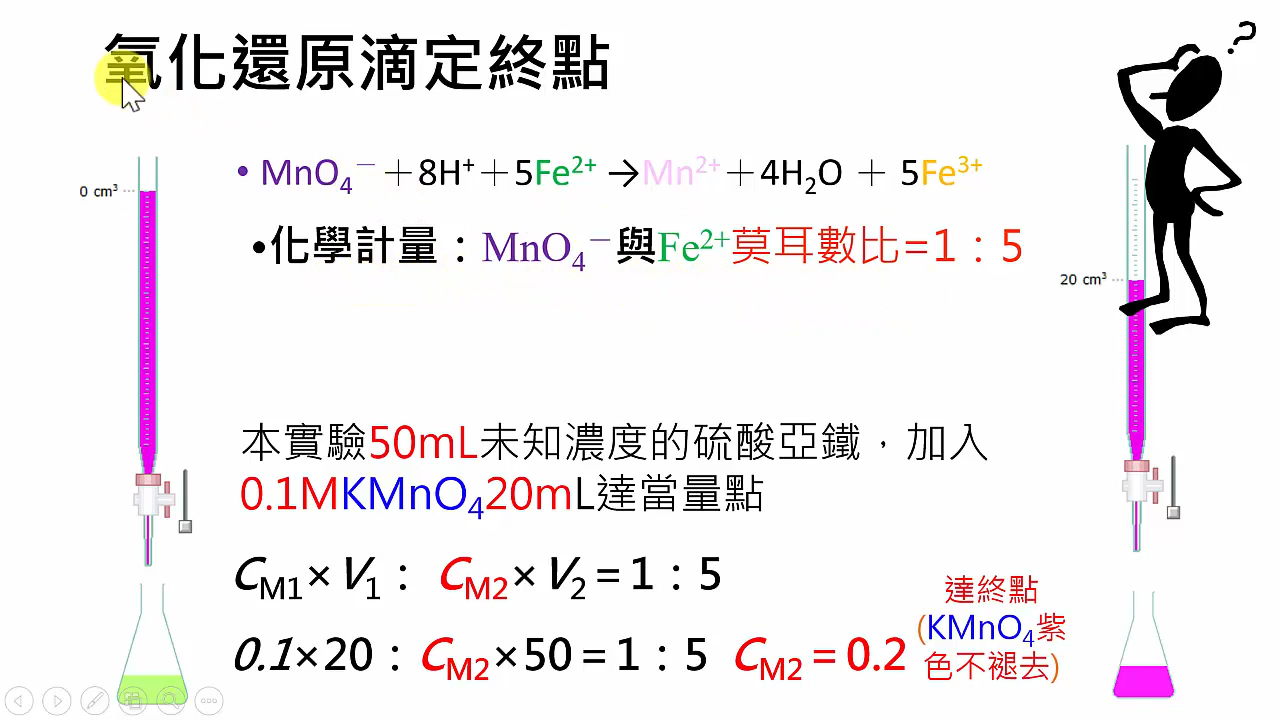 氧化還原滴定終點
?
0 cm³
• MnO₄⁻＋8H⁺＋5Fe²⁺ →Mn²⁺＋4H₂O ＋ 5Fe³⁺
•化學計量：MnO₄⁻與Fe²⁺莫耳數比=1：5
20 cm³
本實驗50mL未知濃度的硫酸亞鐵，加入
0.1MKMnO₄20mL達當量點
C_M1×V₁： C_M2×V₂＝1：5
0.1×20：C_M2×50＝1：5 C_M2＝0.2
達終點
(KMnO₄紫
色不褪去)